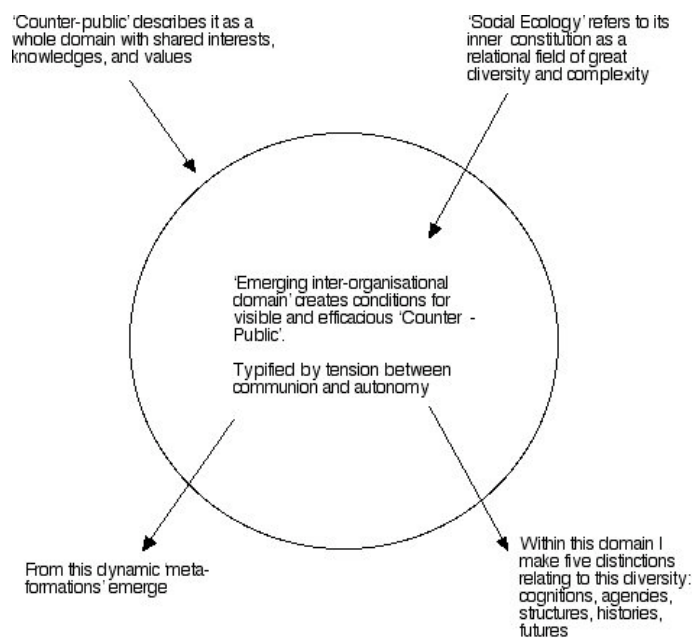 'Counter-public' describes it as a
whole domain with shared interests,
knowledges, and values
'Social Ecology' refers to its
inner constitution as a
relational field of great
diversity and complexity
'Emerging inter-organisational
domain' creates conditions for
visible and efficacious 'Counter -
Public'.
Typified by tension between
communion and autonomy
From this dynamic 'meta-
formations' emerge
Within this domain I
make five distinctions
relating to this diversity:
cognitions, agencies,
structures, histories,
futures